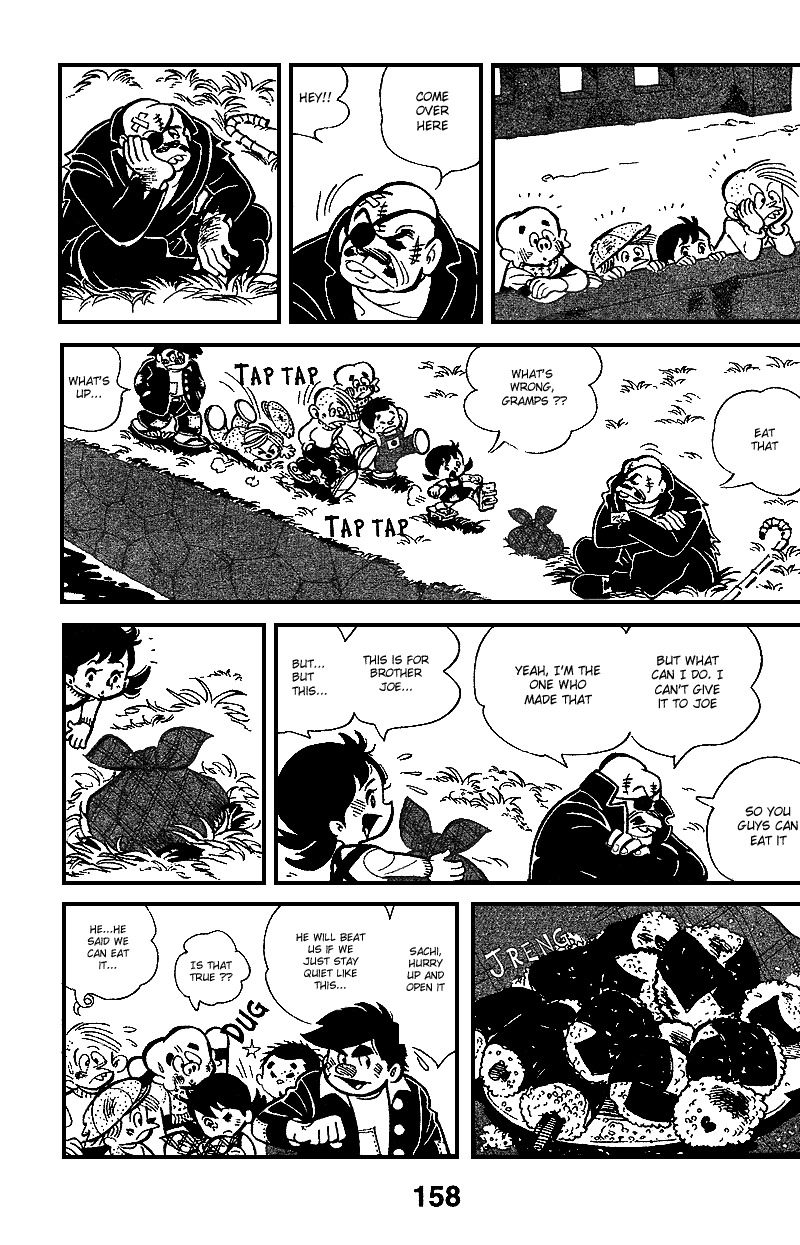 HEY!!
COME
OVER
HERE
WHAT'S
UP...
TAP TAP
TAP TAP
WHAT'S
WRONG,
GRAMPS ??
EAT
THAT
BUT...
BUT
THIS...
THIS IS FOR
BROTHER
JOE...
YEAH, I'M THE
ONE WHO
MADE THAT
BUT WHAT
CAN I DO. I
CAN'T GIVE
IT TO JOE
SO YOU
GUYS CAN
EAT IT
HE...HE
SAID WE
CAN EAT
IT...
IS THAT
TRUE ??
DUG
HE WILL BEAT
US IF WE
JUST STAY
QUIET LIKE
THIS...
SACHI,
HURRY
UP AND
OPEN IT
JRENG
158